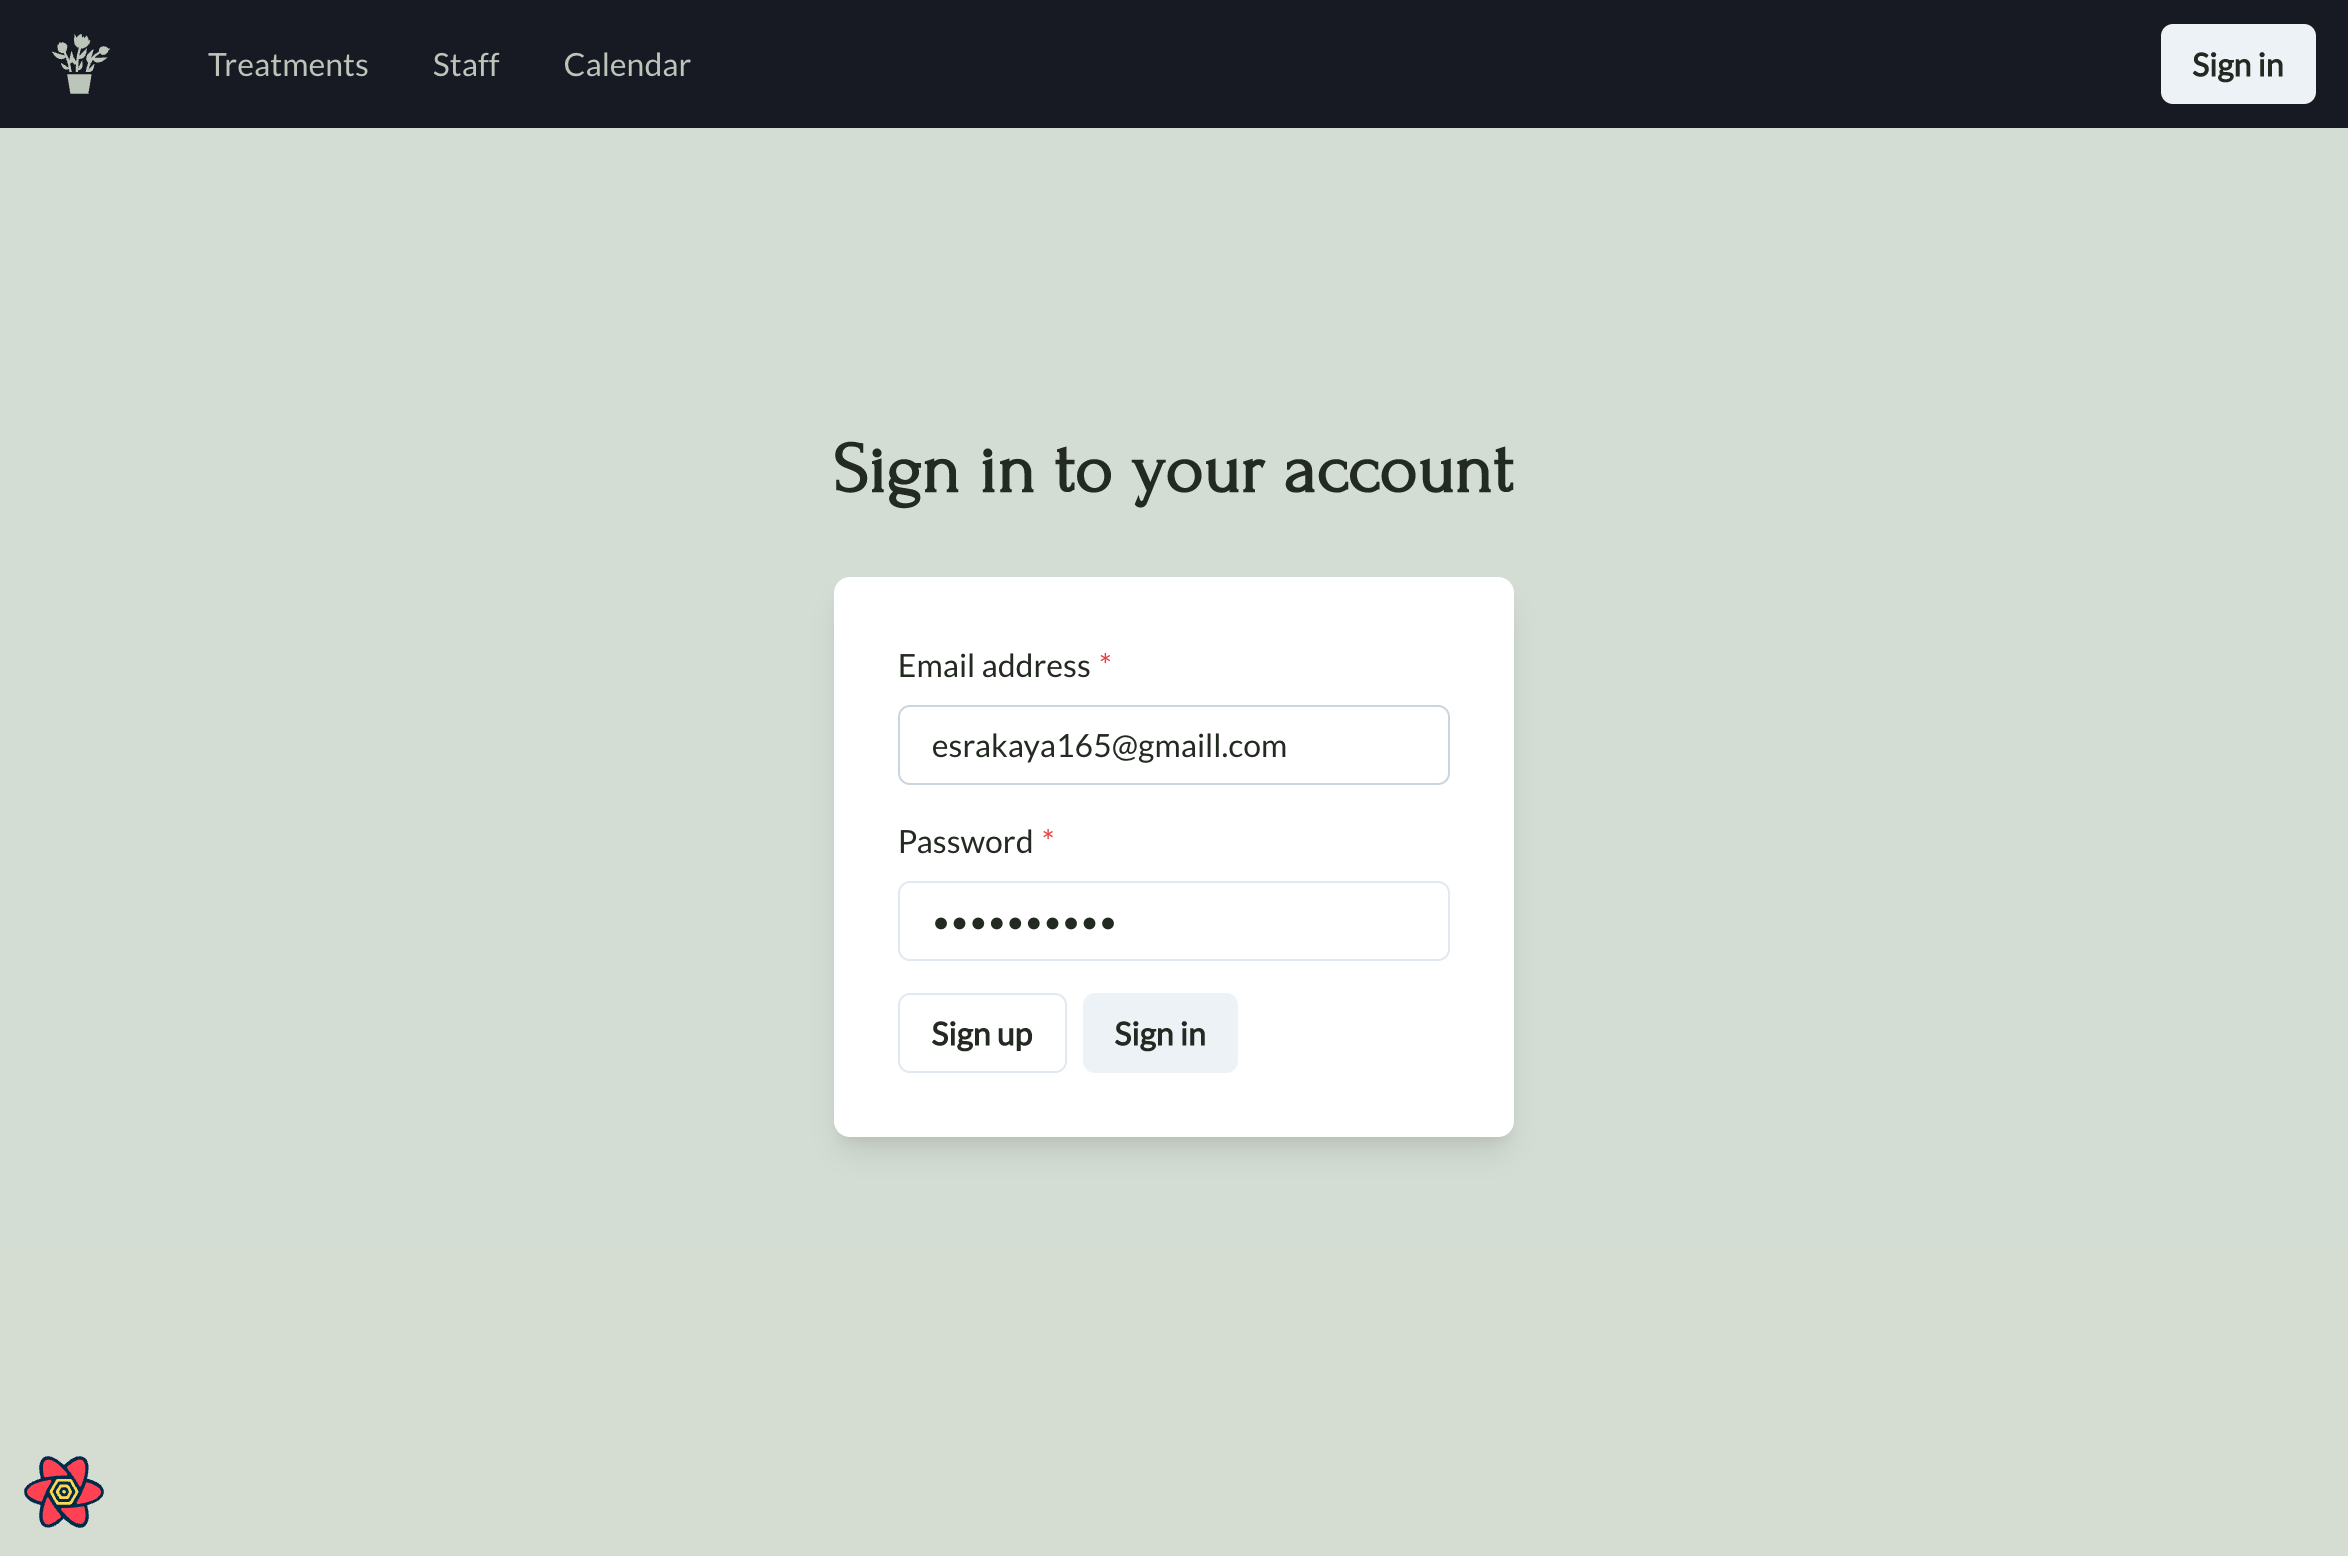 Treatments Staff Calendar Sign in
Sign in to your account
Email address *
esrakaya165@gmaill.com
Password *
••••••••••
Sign up Sign in